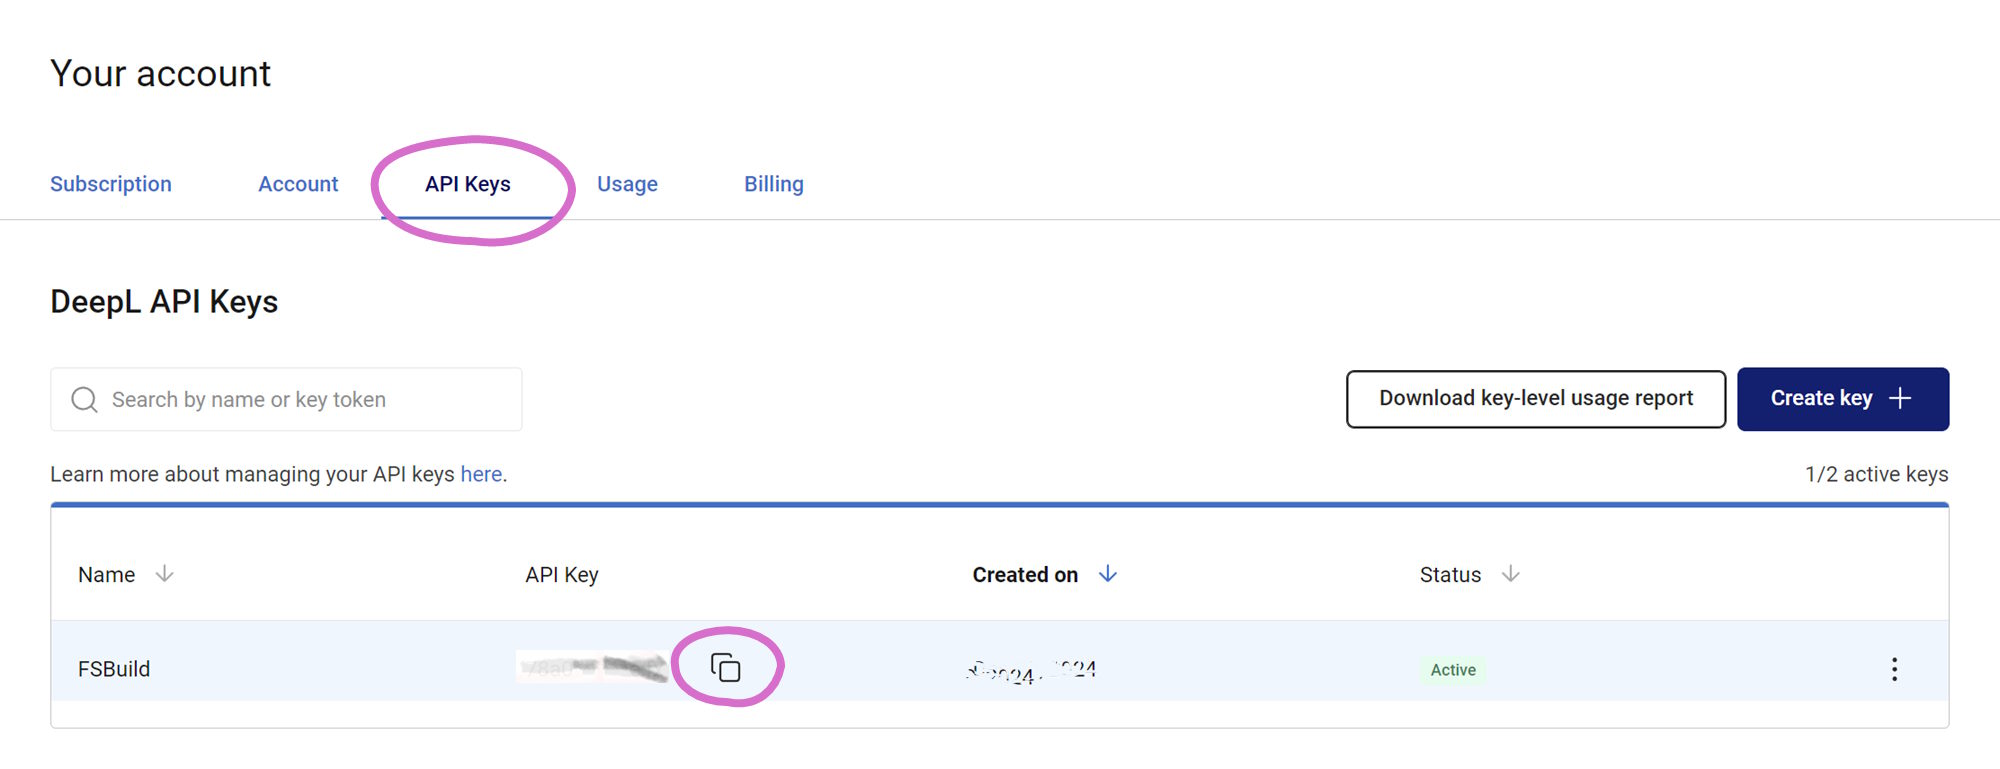 Your account
Subscription Account API Keys Usage Billing
DeepL API Keys
Search by name or key token
Download key-level usage report
Create key
Learn more about managing your API keys here.
1/2 active keys
Name API Key Created on Status
FSBuild Active